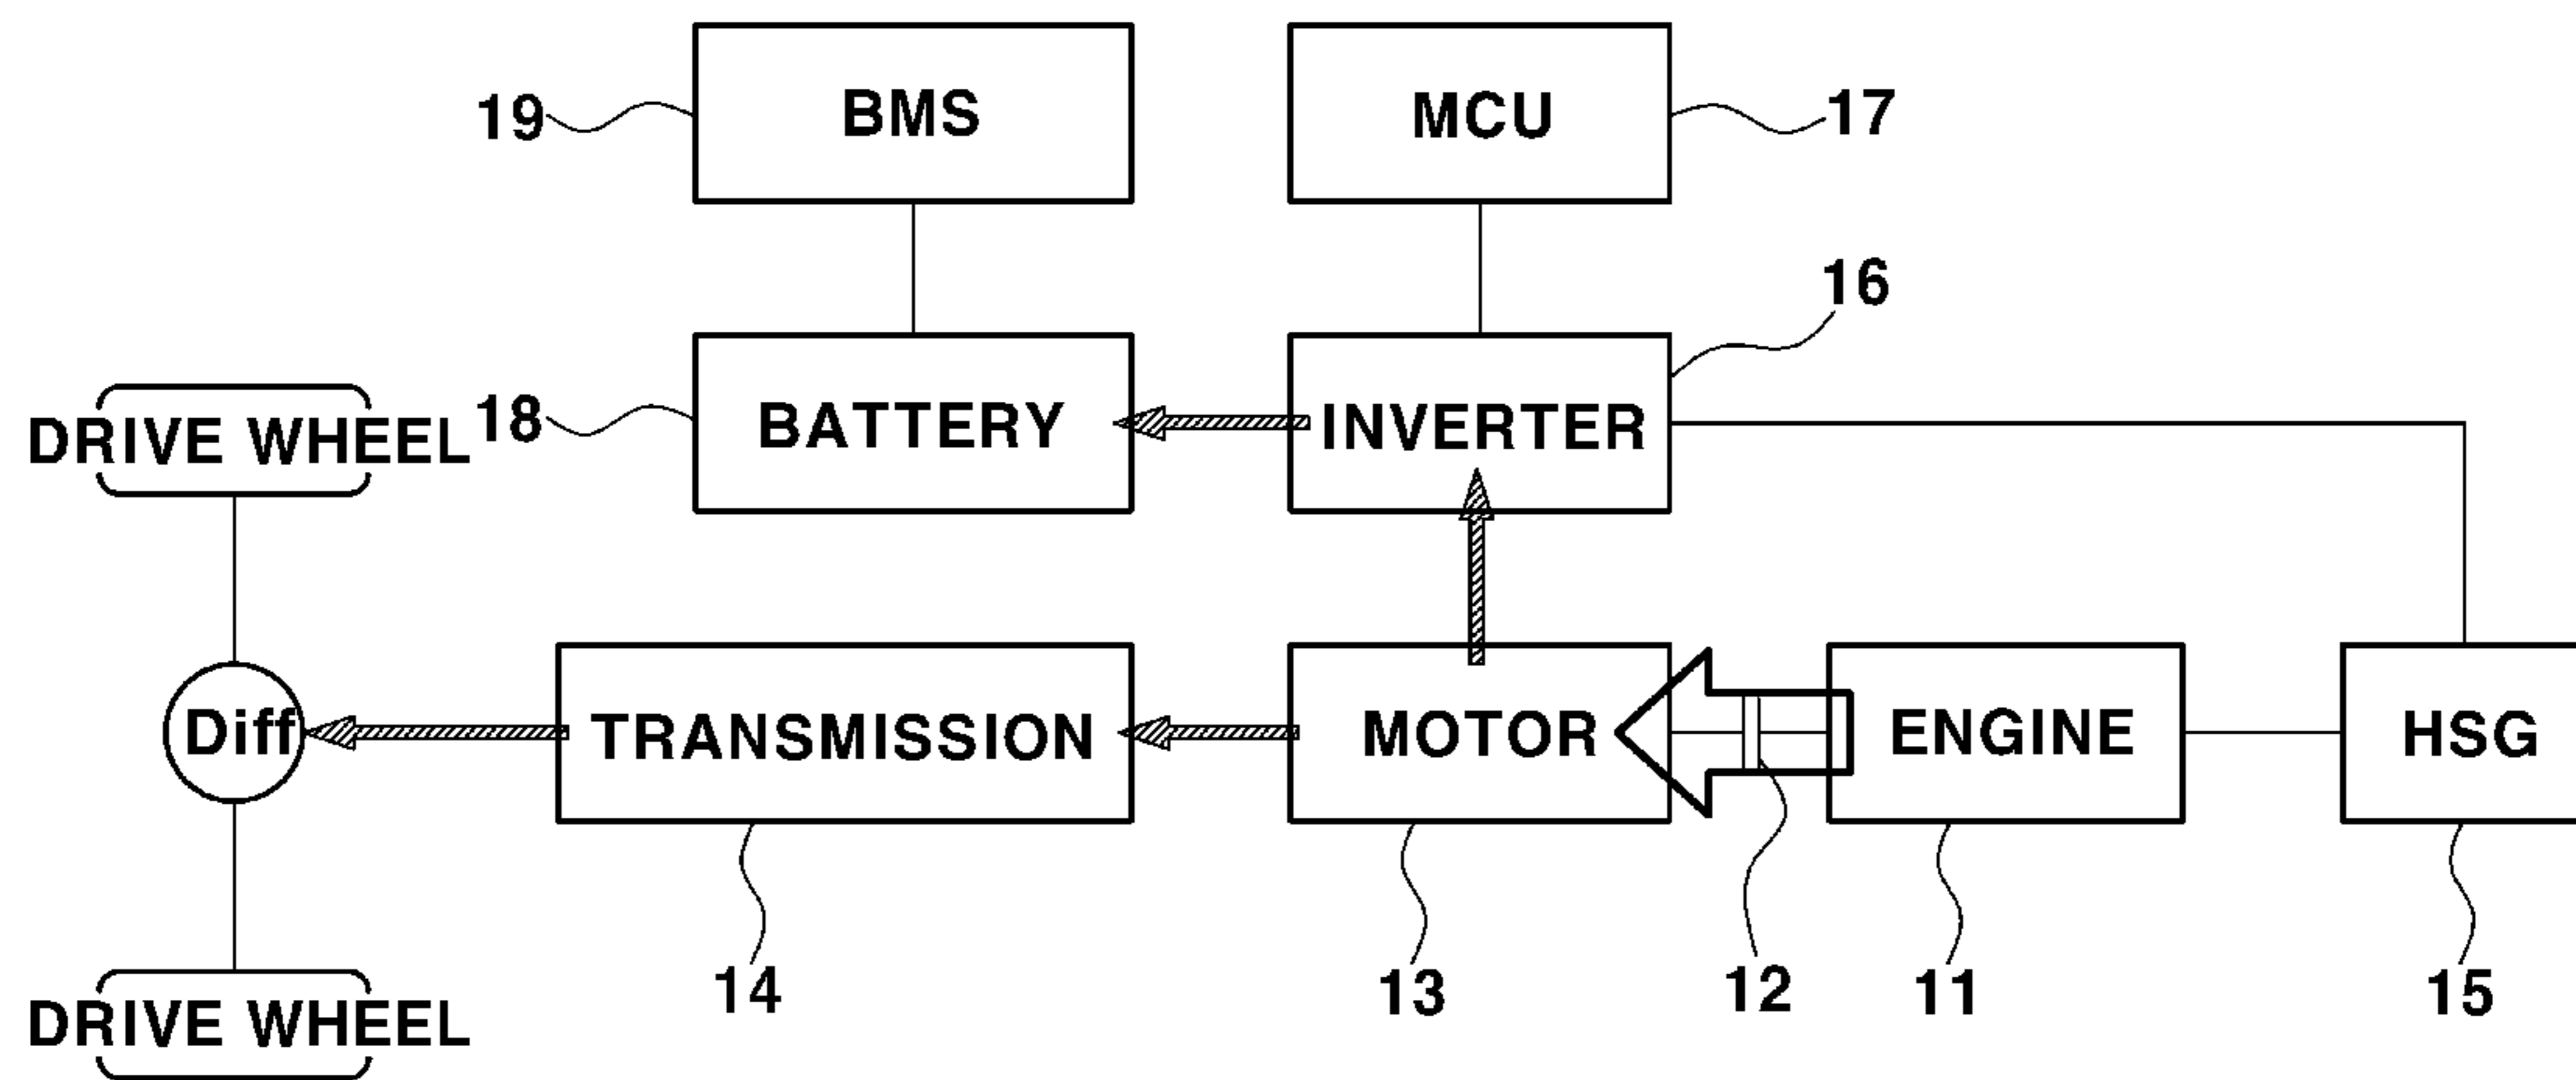 19
BMS
MCU
17
16
DRIVE WHEEL
18
BATTERY
INVERTER
Diff
TRANSMISSION
MOTOR
ENGINE
HSG
14
13
12
11
15
DRIVE WHEEL